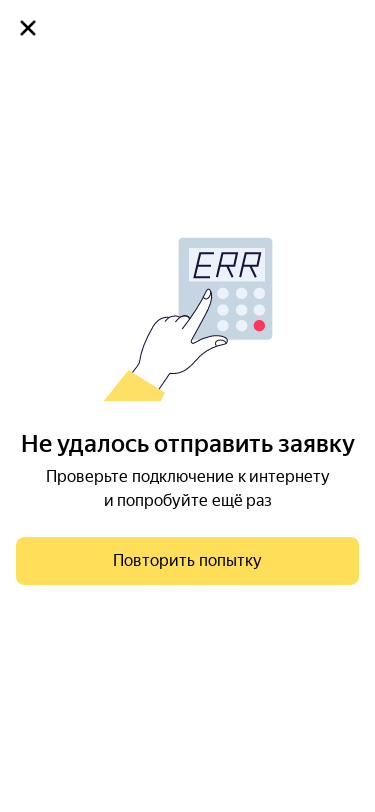 ERR
Не удалось отправить заявку
Проверьте подключение к интернету
и попробуйте ещё раз
Повторить попытку